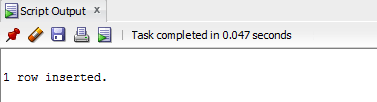 Script Output x
Task completed in 0.047 seconds
1 row inserted.